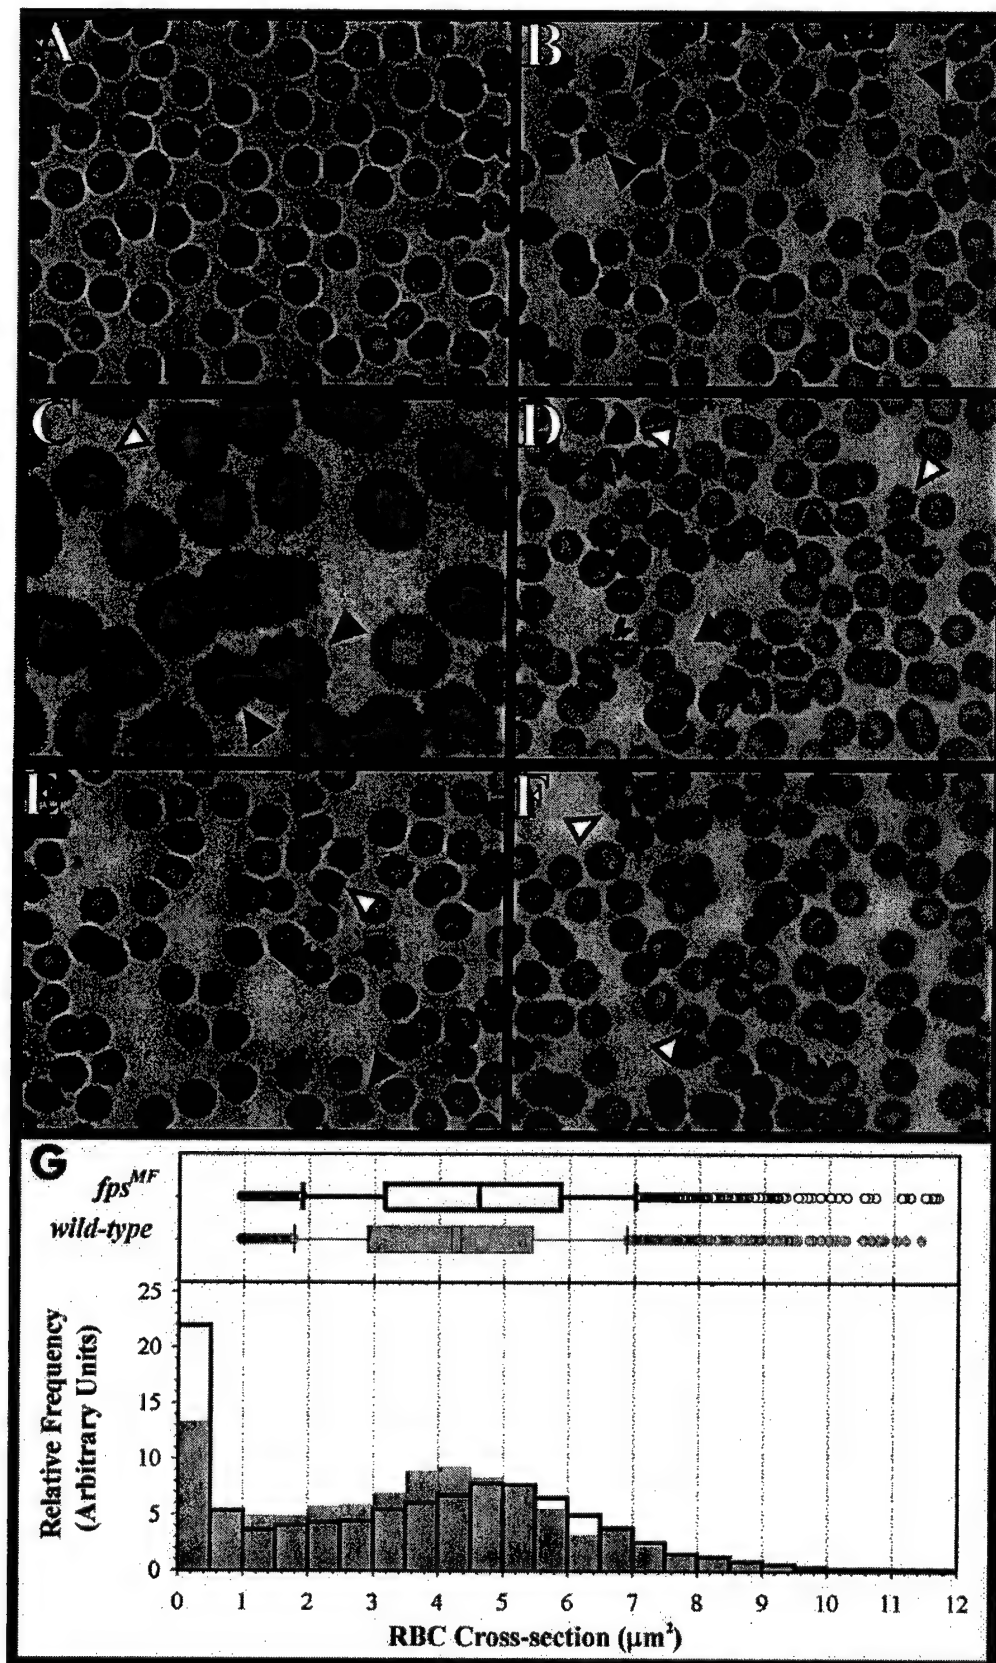 A
B
C
D
E
F
G
fps^MF
wild-type
25
20
15
10
5
0
Relative Frequency
(Arbitrary Units)
0 1 2 3 4 5 6 7 8 9 10 11 12
RBC Cross-section (μm²)